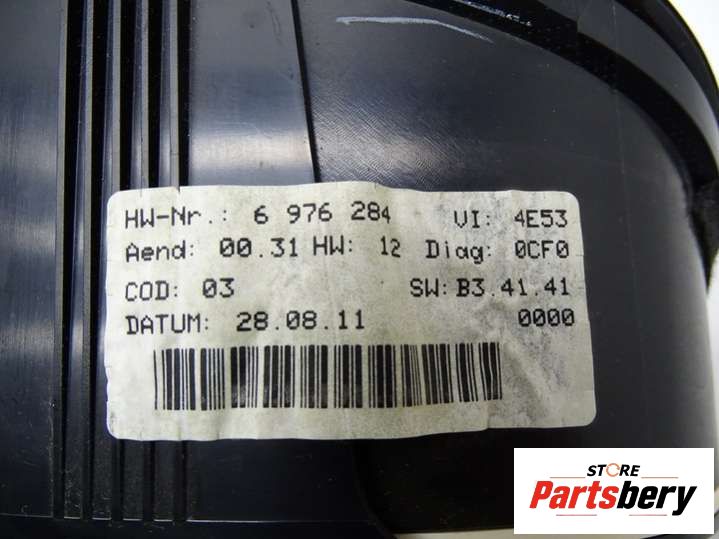 HW-Nr.: 6 976 284 VI: 4E53
Aend: 00.31 HW: 12 Diag: 0CF0
COD: 03 SW: B3.41.41
DATUM: 28.08.11 0000
STORE
Partsbery